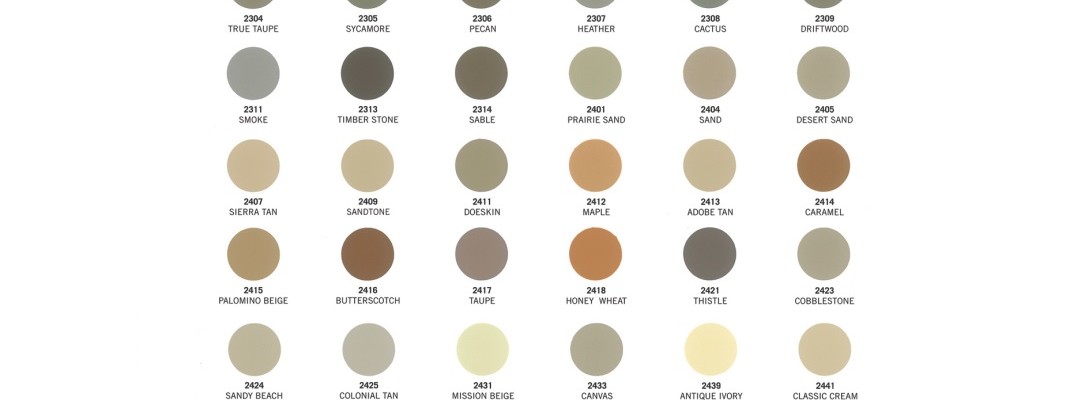 2304 2305 2306 2307 2308 2309
TRUE TAUPE SYCAMORE PECAN HEATHER CACTUS DRIFTWOOD
2311 2313 2314 2401 2404 2405
SMOKE TIMBER STONE SABLE PRAIRIE SAND SAND DESERT SAND
2407 2409 2411 2412 2413 2414
SIERRA TAN SANDTONE DOESKIN MAPLE ADOBE TAN CARAMEL
2415 2416 2417 2418 2421 2423
PALOMINO BEIGE BUTTERSCOTCH TAUPE HONEY WHEAT THISTLE COBBLESTONE
2424 2425 2431 2433 2439 2441
SANDY BEACH COLONIAL TAN MISSION BEIGE CANVAS ANTIQUE IVORY CLASSIC CREAM